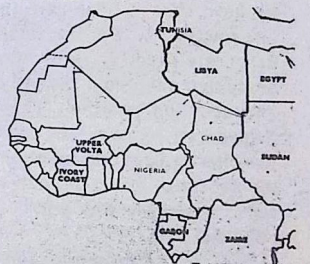 TUNISIA
LIBYA
EGYPT
UPPER
VOLTA
CHAD
SUDAN
IVORY
COAST
NIGERIA
GABON
ZAIRE